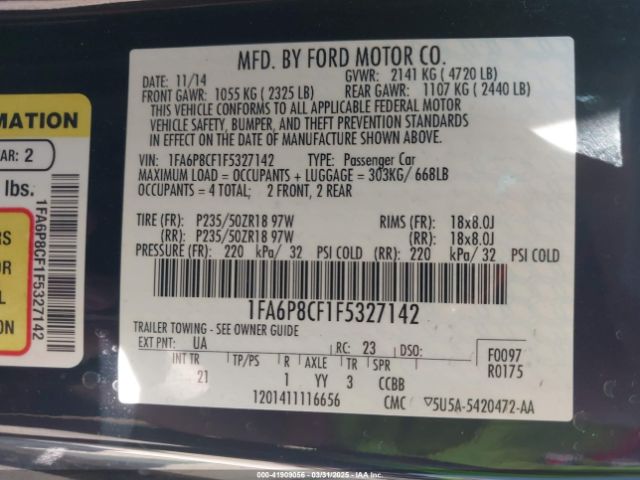 MFD. BY FORD MOTOR CO.
DATE: 11/14 GVWR: 2141 KG ( 4720 LB)
FRONT GAWR: 1055 KG ( 2325 LB) REAR GAWR: 1107 KG ( 2440 LB)
THIS VEHICLE CONFORMS TO ALL APPLICABLE FEDERAL MOTOR
VEHICLE SAFETY, BUMPER, AND THEFT PREVENTION STANDARDS
IN EFFECT ON THE DATE OF MANUFACTURE SHOWN ABOVE.
VIN: 1FA6P8CF1F5327142 TYPE: Passenger Car
MAXIMUM LOAD = OCCUPANTS + LUGGAGE = 303KG/ 668LB
OCCUPANTS = 4 TOTAL; 2 FRONT, 2 REAR
TIRE (FR): P235/50ZR18 97W RIMS (FR): 18x8.0J
(RR): P235/50ZR18 97W (RR): 18x8.0J
PRESSURE (FR): 220 kPa/ 32 PSI COLD (RR): 220 kPa/ 32 PSI COLD
1FA6P8CF1F5327142
TRAILER TOWING - SEE OWNER GUIDE
EXT PNT: UA RC: 23 DSO:
INT TR TP/PS R AXLE TR SPR
21 1 YY 3 CCBB
F0097
R0175
1201411116656 CMC ▽5U5A-5420472-AA
MATION
AR: 2
lbs.
RS
OR
L
ON
1FA6P8CF1F5327142
000-41909056 - 03/31/2025 - IAAI.COM